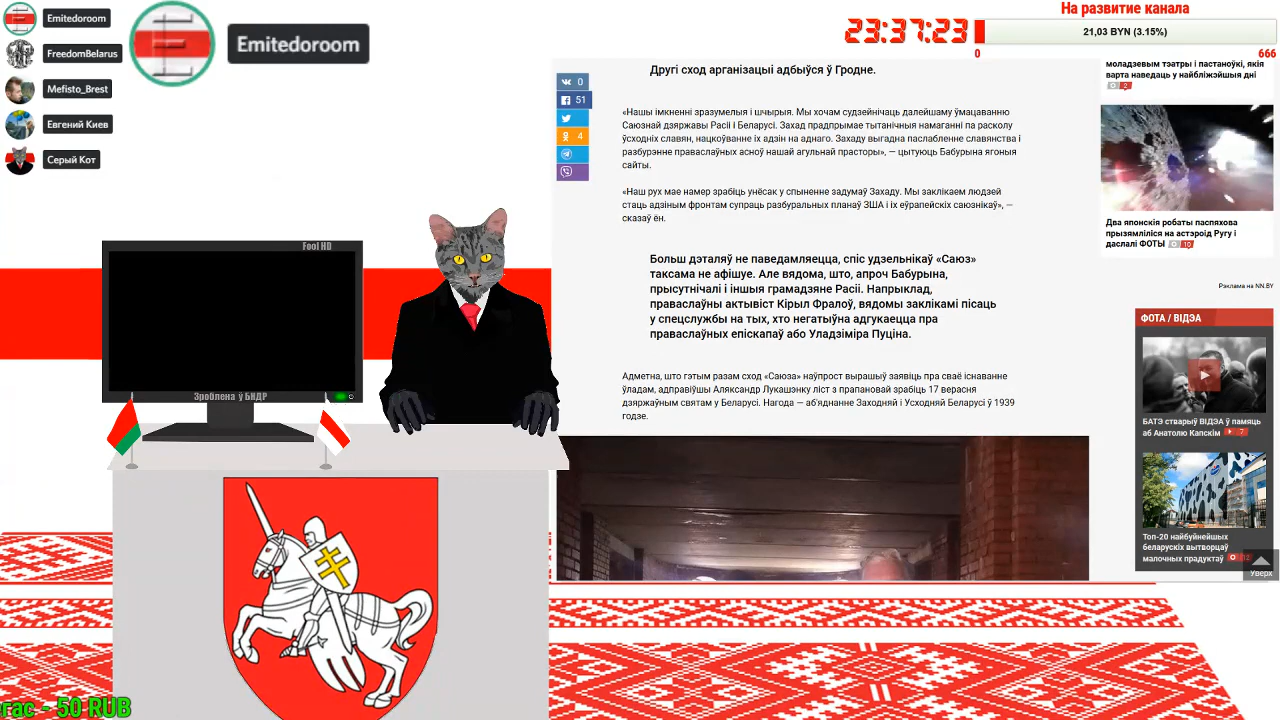 Emitedoroom
FreedomBelarus
Mefisto_Brest
Евгений Киев
Серый Кот
Emitedoroom
23:37:23
На развитие канала
21,03 BYN (3.15%)
0
666
Fool HD
Зроблена ў БНДР
0
51
4
Другі сход арганізацыі адбыўся ў Гродне.
«Нашы імкненні зразумелыя і шчырыя. Мы хочам судзейнічаць далейшаму ўмацаванню
Саюзнай дзяржавы Расіі і Беларусі. Захад прадпрымае тытанічныя намаганні па расколу
ўсходніх славян, нацкоўванне іх адзін на аднаго. Захаду выгадна паслабленне славянства і
разбурэнне праваслаўных асноў нашай агульнай прасторы», — цытуюць Бабурына ягоныя
сайты.
«Наш рух мае намер зрабіць унёсак у спыненне задумаў Захаду. Мы заклікаем людзей
стаць адзіным фронтам супраць разбуральных планаў ЗША і іх еўрапейскіх саюзнікаў», —
сказаў ён.
Больш дэталяў не паведамляецца, спіс удзельнікаў «Саюз»
таксама не афішуе. Але вядома, што, апроч Бабурына,
прысутнічалі і іншыя грамадзяне Расіі. Напрыклад,
праваслаўны актывіст Кірыл Фралоў, вядомы заклікамі пісаць
у спецслужбы на тых, хто негатыўна адгукаецца пра
праваслаўных епіскапаў або Уладзіміра Пуціна.
Адметна, што гэтым разам сход «Саюза» наўпрост вырашыў заявіць пра сваё існаванне
ўладам, адправіўшы Аляксандр Лукашэнку ліст з прапановай зрабіць 17 верасня
дзяржаўным святам у Беларусі. Нагода — аб'яднанне Заходняй і Усходняй Беларусі ў 1939
годзе.
моладзевым тэатры і пастаноўкі, якія
варта наведаць у найбліжэйшыя дні
2
Два японскія робаты паспяхова
прызямліліся на астэроід Ругу і
даслалі ФОТЫ 10
Рэклама на NN.BY
ФОТА / ВІДЭА
БАТЭ стварыў ВІДЭА ў памяць
аб Анатолю Капскім 7
Топ-20 найбуйнейшых
беларускіх вытворцаў
малочных прадуктаў 12
Уверх
гас - 50 RUB